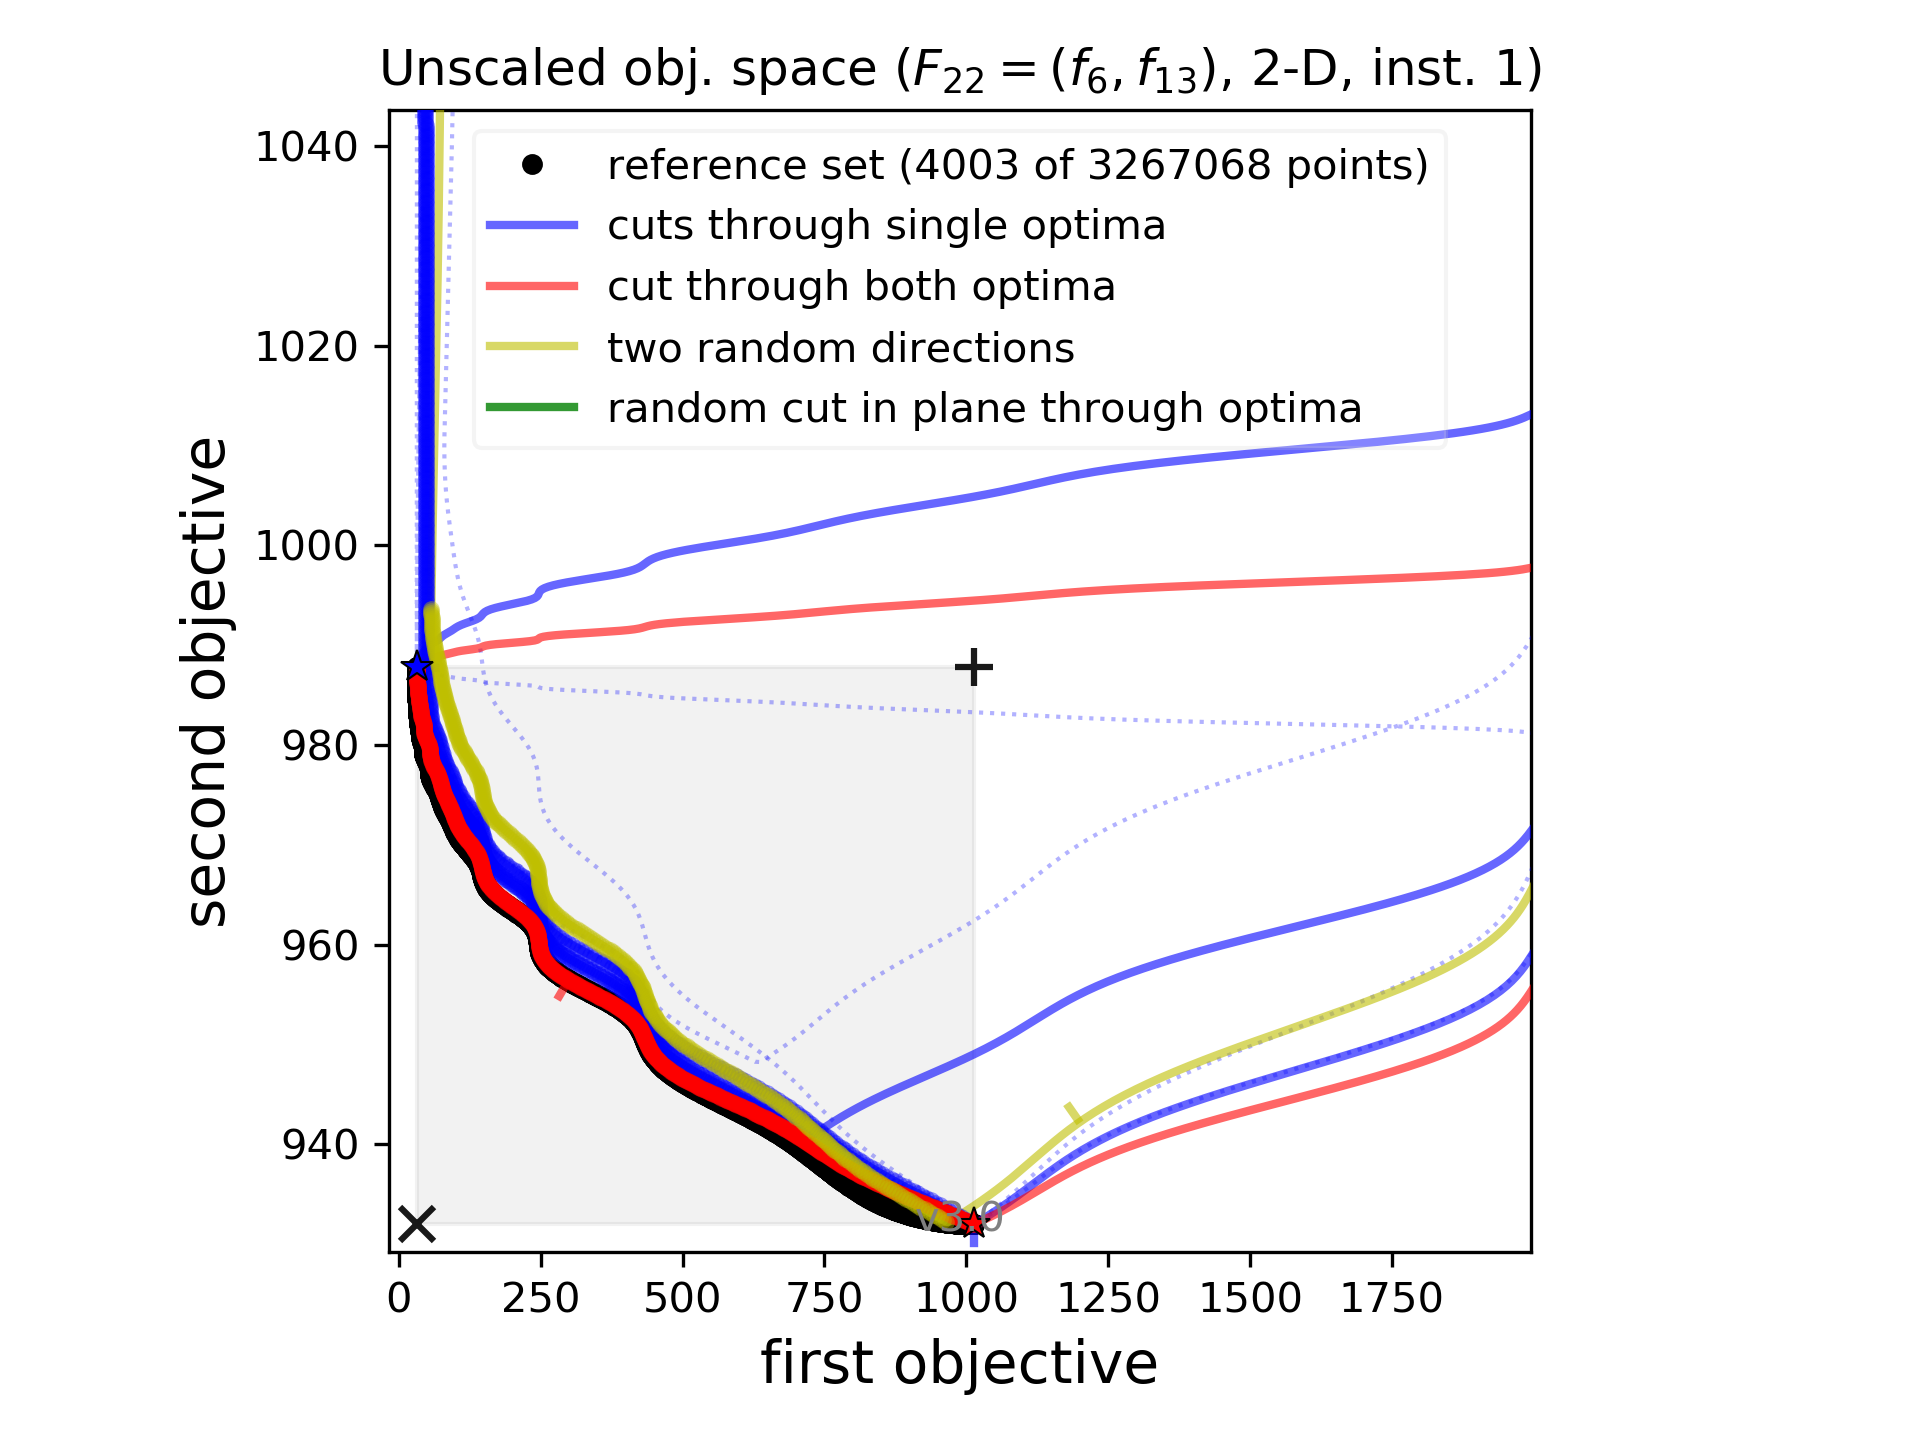 Unscaled obj. space (F22 = (f6, f13), 2-D, inst. 1)
1040
1020
1000
980
960
940
second objective
reference set (4003 of 3267068 points)
cuts through single optima
cut through both optima
two random directions
random cut in plane through optima
0 250 500 750 1000 1250 1500 1750
first objective